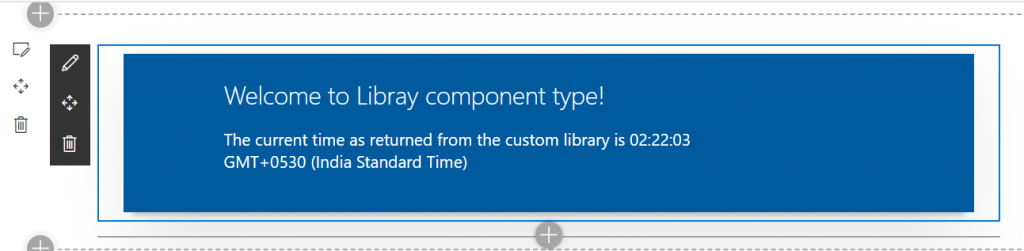 Welcome to Libray component type!
The current time as returned from the custom library is 02:22:03
GMT+0530 (India Standard Time)